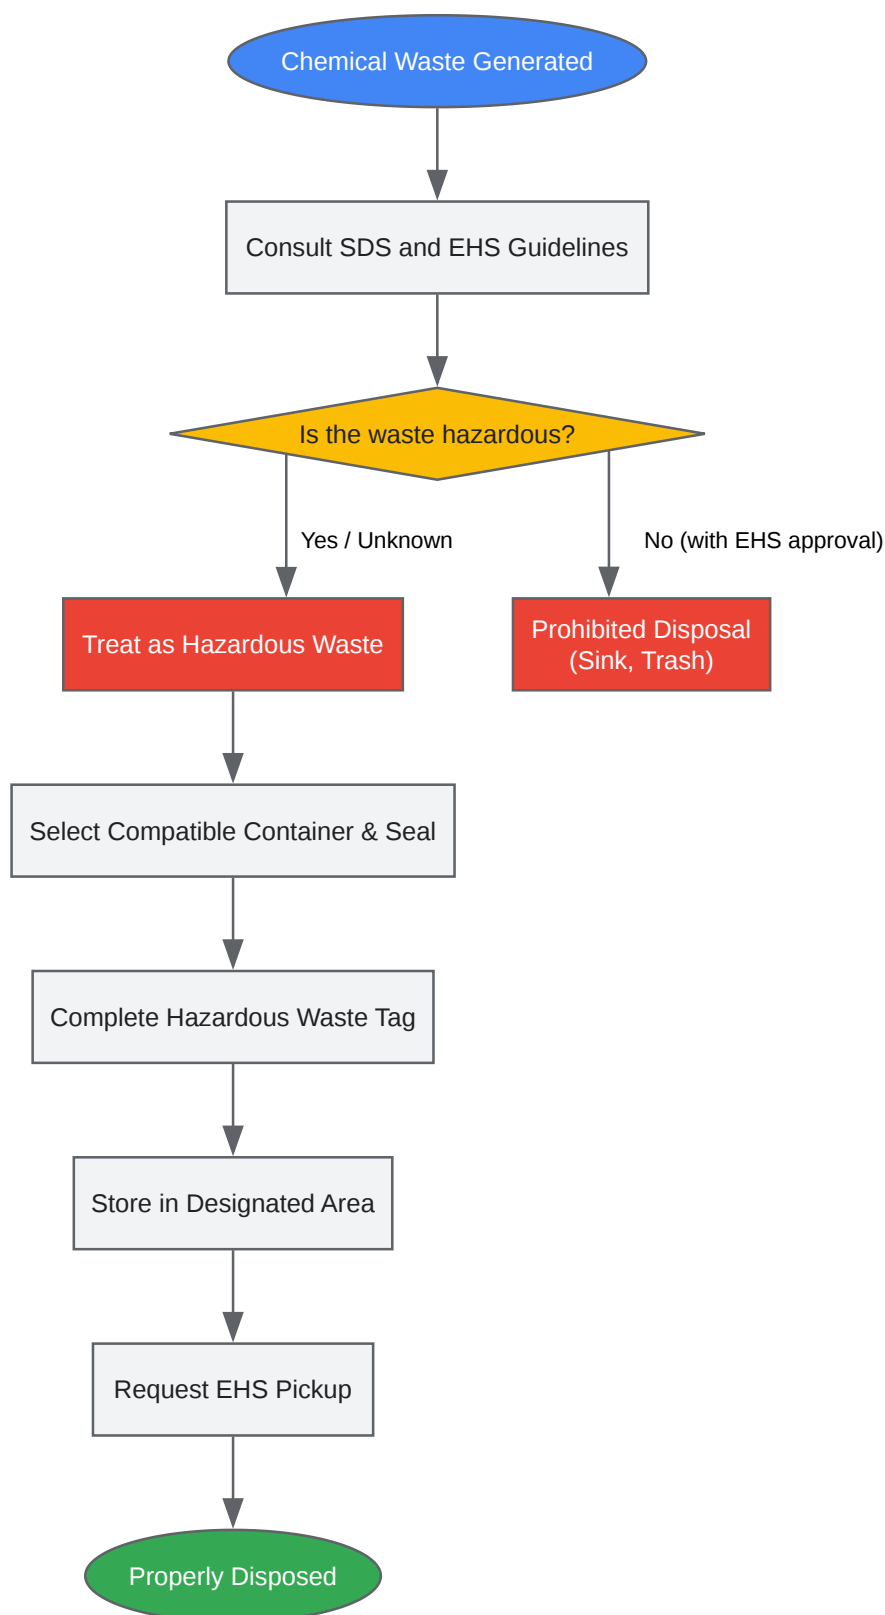 Chemical Waste Generated
Consult SDS and EHS Guidelines
Is the waste hazardous?
Yes / Unknown
No (with EHS approval)
Treat as Hazardous Waste
Prohibited Disposal
(Sink, Trash)
Select Compatible Container & Seal
Complete Hazardous Waste Tag
Store in Designated Area
Request EHS Pickup
Properly Disposed